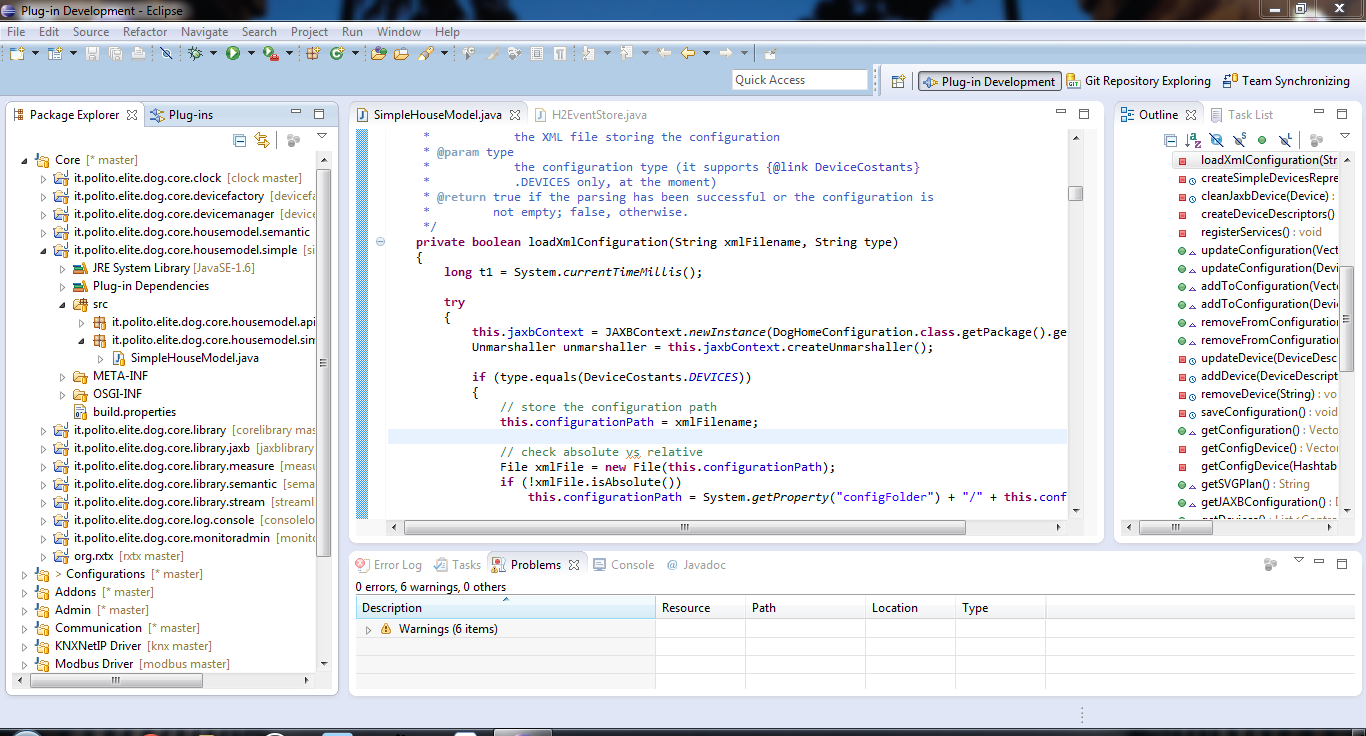 Plug-in Development - Eclipse
File Edit Source Refactor Navigate Search Project Run Window Help
Quick Access
Plug-in Development Git Repository Exploring Team Synchronizing
Package Explorer Plug-ins
Core [* master]
it.polito.elite.dog.core.clock [clock master]
it.polito.elite.dog.core.devicefactory [devicefa
it.polito.elite.dog.core.devicemanager [device
it.polito.elite.dog.core.housemodel.semantic
it.polito.elite.dog.core.housemodel.simple [si
JRE System Library [JavaSE-1.6]
Plug-in Dependencies
src
it.polito.elite.dog.core.housemodel.api
it.polito.elite.dog.core.housemodel.sim
SimpleHouseModel.java
META-INF
OSGI-INF
build.properties
it.polito.elite.dog.core.library [corelibrary mas
it.polito.elite.dog.core.library.jaxb [jaxblibrary
it.polito.elite.dog.core.library.measure [measu
it.polito.elite.dog.core.library.semantic [sema
it.polito.elite.dog.core.library.stream [streaml
it.polito.elite.dog.core.log.console [consolelo
it.polito.elite.dog.core.monitoradmin [monito
org.rxtx [rxtx master]
> Configurations [* master]
Addons [* master]
Admin [* master]
Communication [* master]
KNXNetIP Driver [knx master]
Modbus Driver [modbus master]
SimpleHouseModel.java H2EventStore.java
* the XML file storing the configuration
* @param type
* the configuration type (it supports {@link DeviceCostants}
* .DEVICES only, at the moment)
* @return true if the parsing has been successful or the configuration is
* not empty; false, otherwise.
*/
private boolean loadXmlConfiguration(String xmlFilename, String type)
{
long t1 = System.currentTimeMillis();
try
{
this.jaxbContext = JAXBContext.newInstance(DogHomeConfiguration.class.getPackage().ge
Unmarshaller unmarshaller = this.jaxbContext.createUnmarshaller();
if (type.equals(DeviceCostants.DEVICES))
{
// store the configuration path
this.configurationPath = xmlFilename;
// check absolute vs relative
File xmlFile = new File(this.configurationPath);
if (!xmlFile.isAbsolute())
this.configurationPath = System.getProperty("configFolder") + "/" + this.conf
Outline Task List
loadXmlConfiguration(Str
createSimpleDevicesRepre
cleanJaxbDevice(Device) :
createDeviceDescriptors()
registerServices() : void
updateConfiguration(Vect
updateConfiguration(Devi
addToConfiguration(Vecto
addToConfiguration(Devic
removeFromConfiguration
removeFromConfiguration
updateDevice(DeviceDesc
addDevice(DeviceDescript
removeDevice(String) : vo
saveConfiguration() : void
getConfiguration() : Vecto
getConfigDevice() : Vector
getConfigDevice(Hashtab
getSVGPlan() : String
getJAXBConfiguration() : D
Error Log Tasks Problems Console @ Javadoc
0 errors, 6 warnings, 0 others
Description Resource Path Location Type
Warnings (6 items)